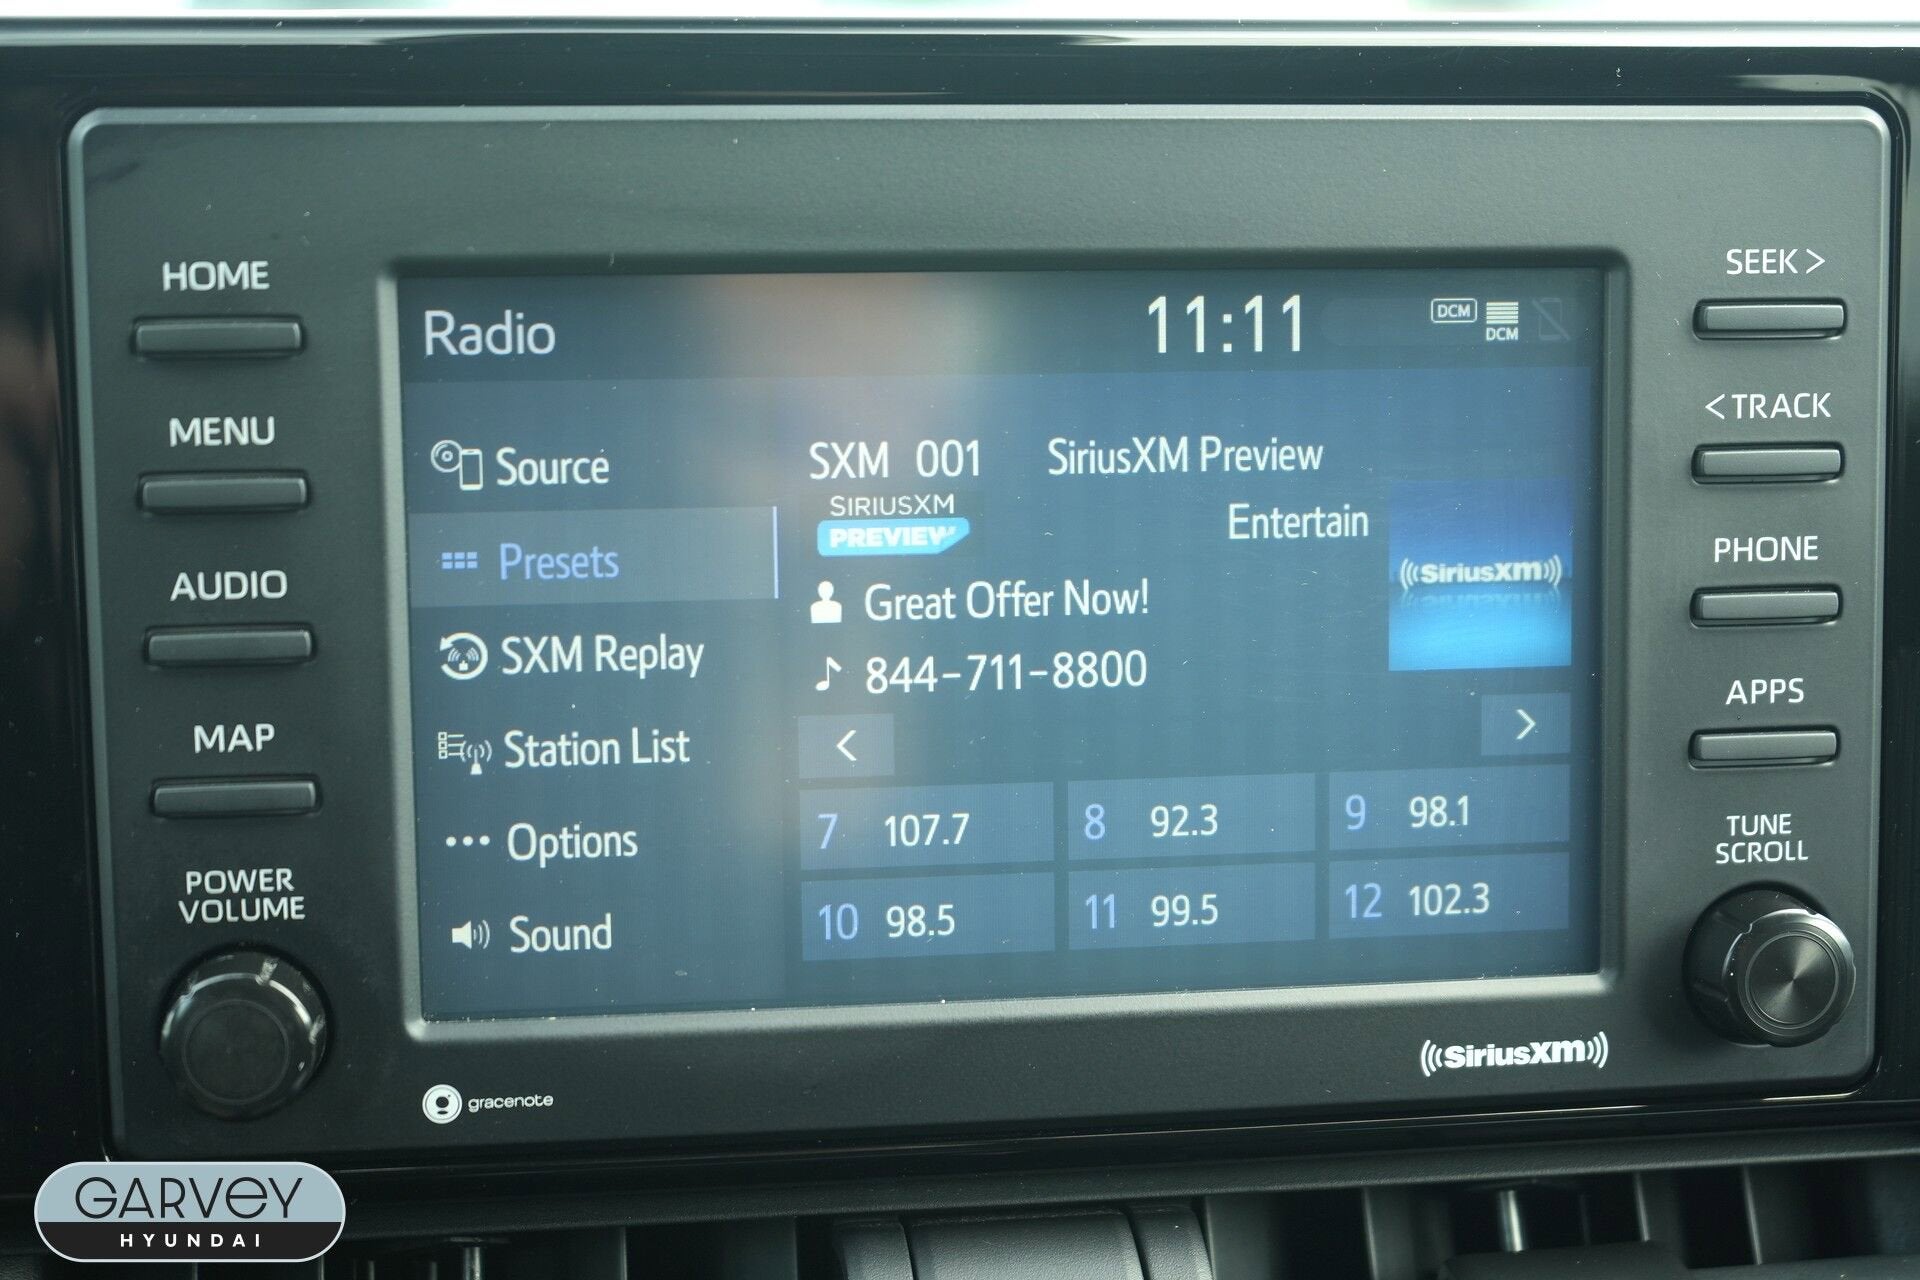 HOME
MENU
AUDIO
MAP
POWER
VOLUME
Radio
11:11
DCM
DCM
Source
Presets
SXM Replay
Station List
Options
Sound
SXM 001 SiriusXM Preview
SIRIUSXM
PREVIEW
Entertain
Great Offer Now!
844-711-8800
SiriusXM
<
>
7 107.7
8 92.3
9 98.1
10 98.5
11 99.5
12 102.3
SEEK >
< TRACK
PHONE
APPS
TUNE
SCROLL
gracenote
SiriusXM
GARVEY
HYUNDAI